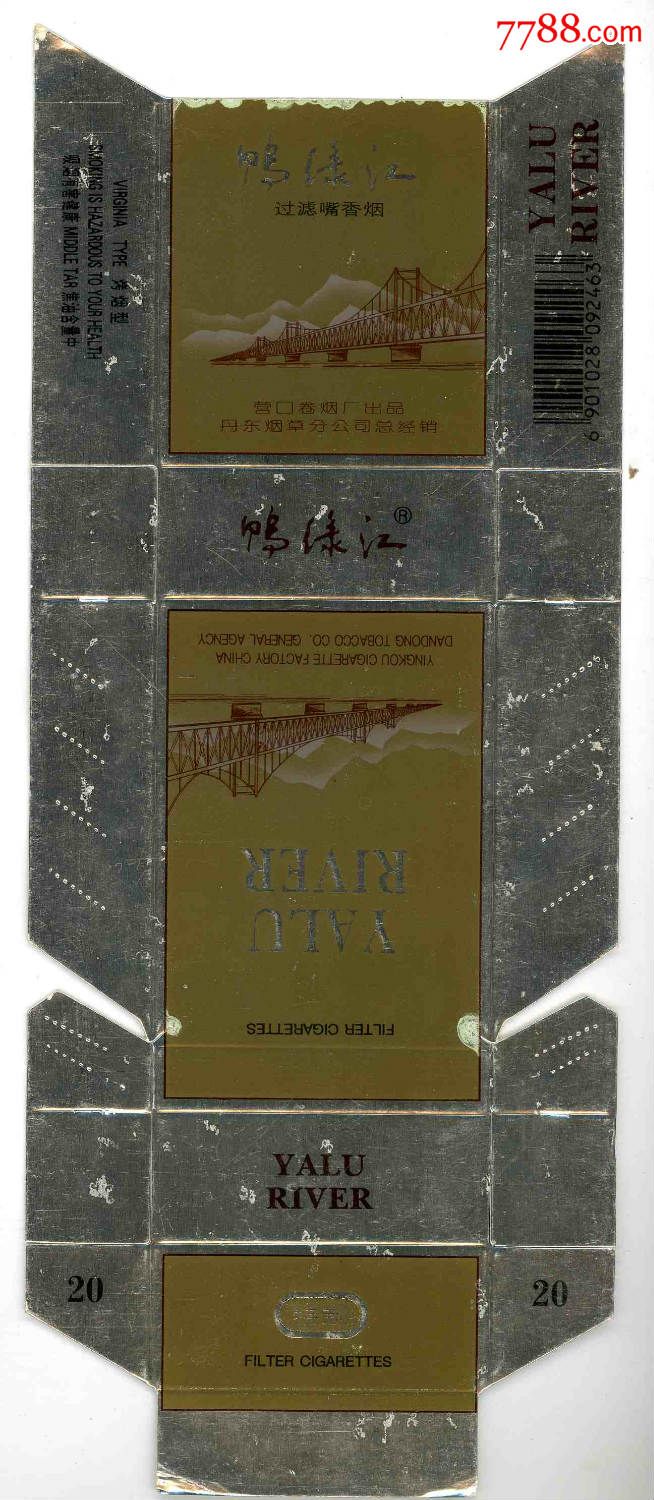 7788.com
鸭绿江
过滤嘴香烟
营口卷烟厂出品
丹东烟草分公司总经销
VIRGINIA TYPE 烤烟型
SMOKING IS HAZARDOUS TO YOUR HEALTH
吸烟有害健康 MIDDLE TAR 焦油含量中
YALU
RIVER
6 901028 092463
鸭绿江®
YINGKOU CIGARETTE FACTORY CHINA
DANDONG TOBACCO CO. GENERAL AGENCY
YALU
RIVER
FILTER CIGARETTES
YALU
RIVER
20
FILTER CIGARETTES
20